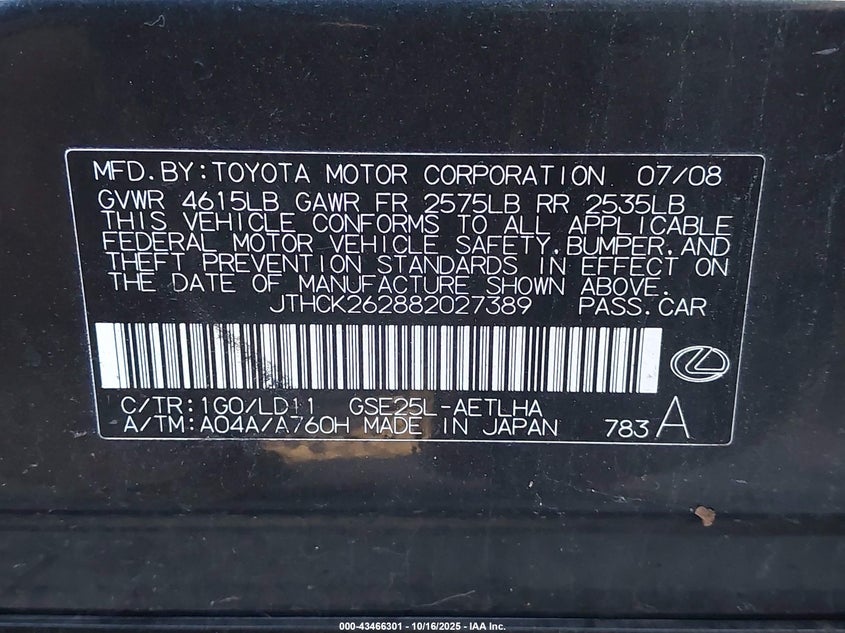 MFD.BY:TOYOTA MOTOR CORPORATION 07/08
GVWR 4615LB GAWR FR 2575LB RR 2535LB
THIS VEHICLE CONFORMS TO ALL APPLICABLE
FEDERAL MOTOR VEHICLE SAFETY,BUMPER,AND
THEFT PREVENTION STANDARDS IN EFFECT ON
THE DATE OF MANUFACTURE SHOWN ABOVE.
JTHCK262882027389 PASS.CAR
C/TR:1G0/LD11 GSE25L-AETLHA
A/TM:A04A/A760H MADE IN JAPAN 783A
000-43466301 - 10/16/2025 - IAA Inc.